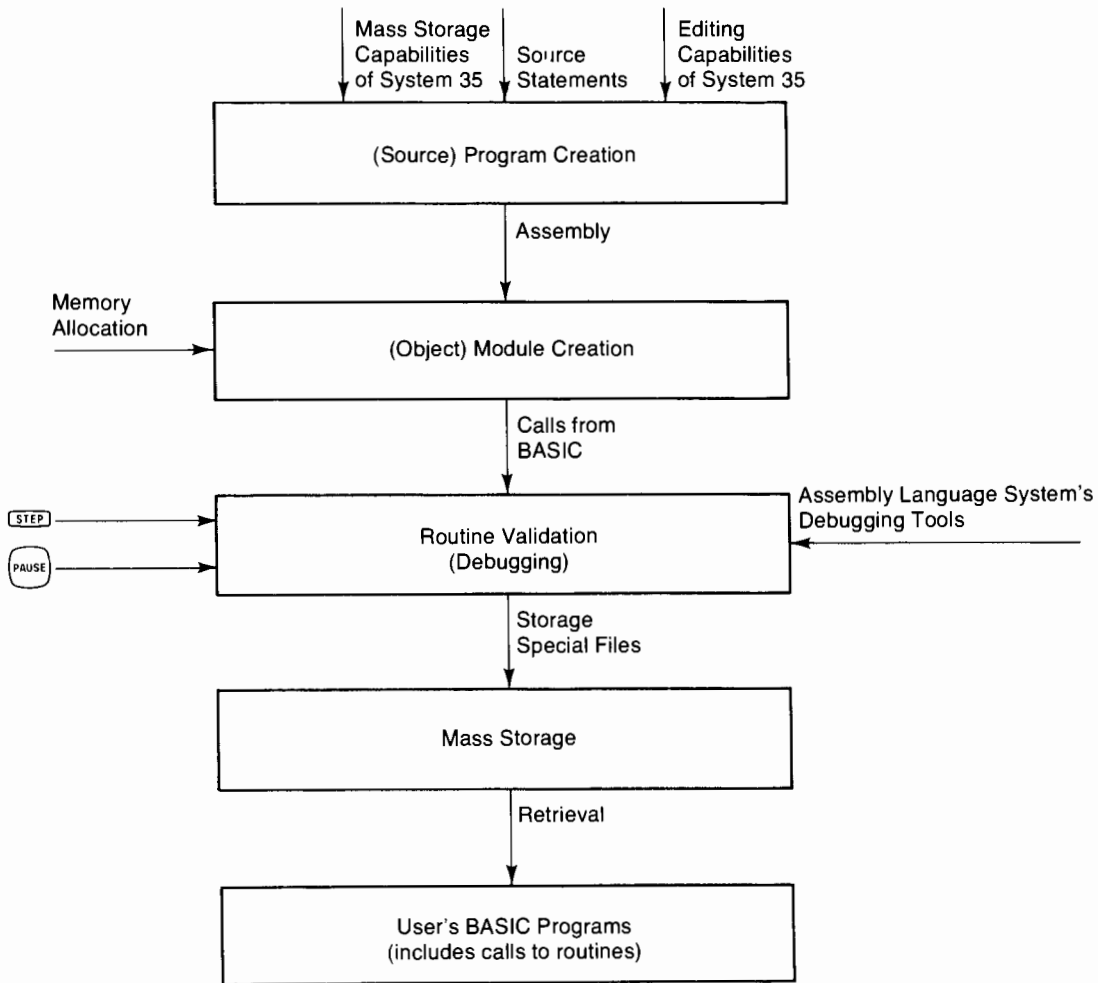 Mass Storage
Capabilities
of System 35
Source
Statements
Editing
Capabilities
of System 35
(Source) Program Creation
Assembly
Memory
Allocation
(Object) Module Creation
Calls from
BASIC
STEP
PAUSE
Routine Validation
(Debugging)
Assembly Language System's
Debugging Tools
Storage
Special Files
Mass Storage
Retrieval
User's BASIC Programs
(includes calls to routines)